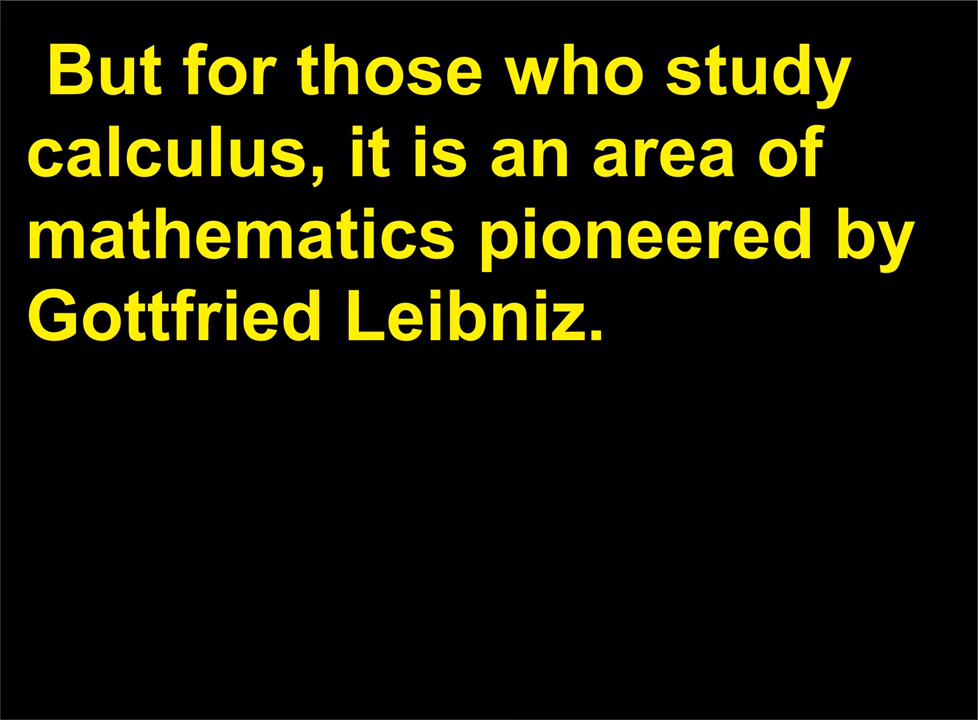 But for those who study
calculus, it is an area of
mathematics pioneered by
Gottfried Leibniz.